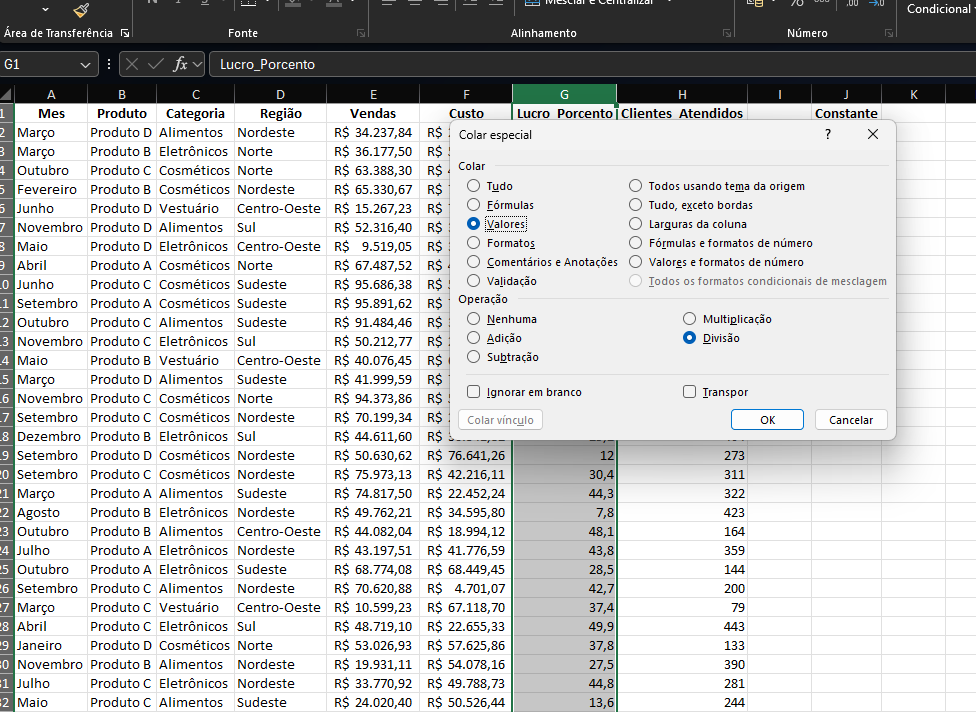 Mesclar e Centralizar
%
000
,00
→0
Condicional
Área de Transferência
Fonte
Alinhamento
Número
G1
fx
Lucro_Porcento
A B C D E F G H I J K
1 Mes Produto Categoria Região Vendas Custo Lucro_Porcento Clientes_Atendidos Constante
2 Março Produto D Alimentos Nordeste R$ 34.237,84 R$
3 Março Produto B Eletrônicos Norte R$ 36.177,50 R$
4 Outubro Produto C Cosméticos Norte R$ 63.388,30 R$
5 Fevereiro Produto B Cosméticos Nordeste R$ 65.330,67 R$
6 Junho Produto D Vestuário Centro-Oeste R$ 15.267,23 R$
7 Novembro Produto D Alimentos Sul R$ 52.316,40 R$
8 Maio Produto D Eletrônicos Centro-Oeste R$ 9.519,05 R$
9 Abril Produto A Cosméticos Norte R$ 67.487,52 R$
10 Junho Produto C Cosméticos Sudeste R$ 95.686,38 R$
11 Setembro Produto A Cosméticos Sudeste R$ 95.891,62 R$
12 Outubro Produto C Alimentos Sudeste R$ 91.484,46 R$
13 Novembro Produto C Eletrônicos Sul R$ 50.212,77 R$
14 Maio Produto B Vestuário Centro-Oeste R$ 40.076,45 R$
15 Março Produto D Alimentos Sudeste R$ 41.999,59 R$
16 Novembro Produto C Cosméticos Norte R$ 94.373,86 R$
17 Setembro Produto C Cosméticos Nordeste R$ 70.199,34 R$
18 Dezembro Produto B Eletrônicos Sul R$ 44.611,60 R$
19 Setembro Produto D Cosméticos Nordeste R$ 50.630,62 R$ 76.641,26 12 273
20 Setembro Produto C Cosméticos Nordeste R$ 75.973,13 R$ 42.216,11 30,4 311
21 Março Produto A Alimentos Sudeste R$ 74.817,50 R$ 22.452,24 44,3 322
22 Agosto Produto B Eletrônicos Nordeste R$ 49.762,21 R$ 34.595,80 7,8 423
23 Outubro Produto B Alimentos Centro-Oeste R$ 44.082,04 R$ 18.994,12 48,1 164
24 Julho Produto A Eletrônicos Nordeste R$ 43.197,51 R$ 41.776,59 43,8 359
25 Outubro Produto A Alimentos Sudeste R$ 68.774,08 R$ 68.449,45 28,5 144
26 Setembro Produto C Alimentos Nordeste R$ 70.620,88 R$ 4.701,07 42,7 200
27 Março Produto C Vestuário Centro-Oeste R$ 10.599,23 R$ 67.118,70 37,4 79
28 Abril Produto C Eletrônicos Sul R$ 48.719,10 R$ 22.655,33 49,9 443
29 Janeiro Produto D Cosméticos Norte R$ 53.026,93 R$ 57.625,86 37,8 133
30 Novembro Produto B Alimentos Nordeste R$ 19.931,11 R$ 54.078,16 27,5 390
31 Julho Produto C Eletrônicos Nordeste R$ 33.770,92 R$ 49.788,73 44,8 281
32 Maio Produto C Alimentos Sudeste R$ 24.020,40 R$ 50.526,44 13,6 244
Colar especial ?
Colar
Tudo Todos usando tema da origem
Fórmulas Tudo, exceto bordas
Valores Larguras da coluna
Formatos Fórmulas e formatos de número
Comentários e Anotações Valores e formatos de número
Validação Todos os formatos condicionais de mesclagem
Operação
Nenhuma Multiplicação
Adição Divisão
Subtração
Ignorar em branco Transpor
Colar vínculo OK Cancelar